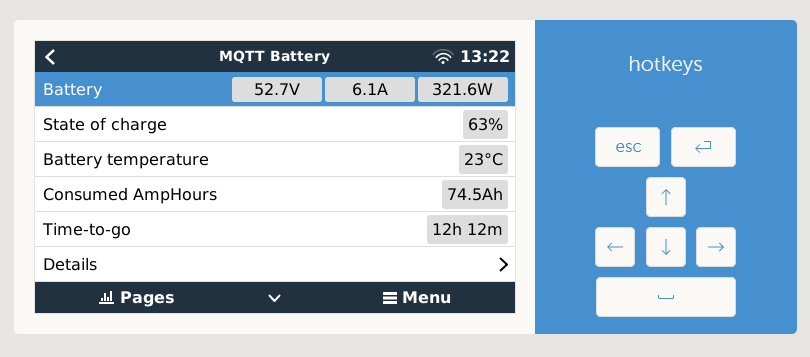 MQTT Battery 13:22
Battery 52.7V 6.1A 321.6W
State of charge 63%
Battery temperature 23°C
Consumed AmpHours 74.5Ah
Time-to-go 12h 12m
Details
Pages Menu
hotkeys
esc